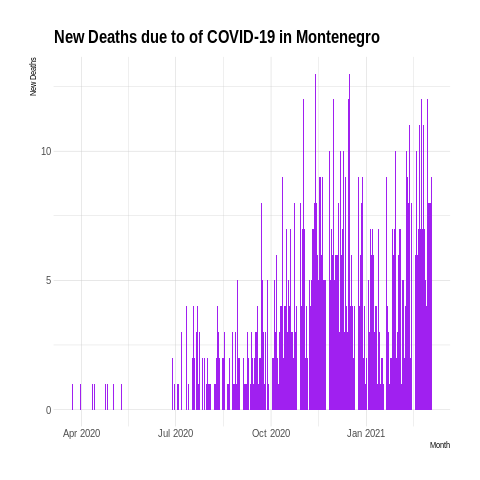 New Deaths due to of COVID-19 in Montenegro
New Deaths
10
5
0
Apr 2020 Jul 2020 Oct 2020 Jan 2021
Month